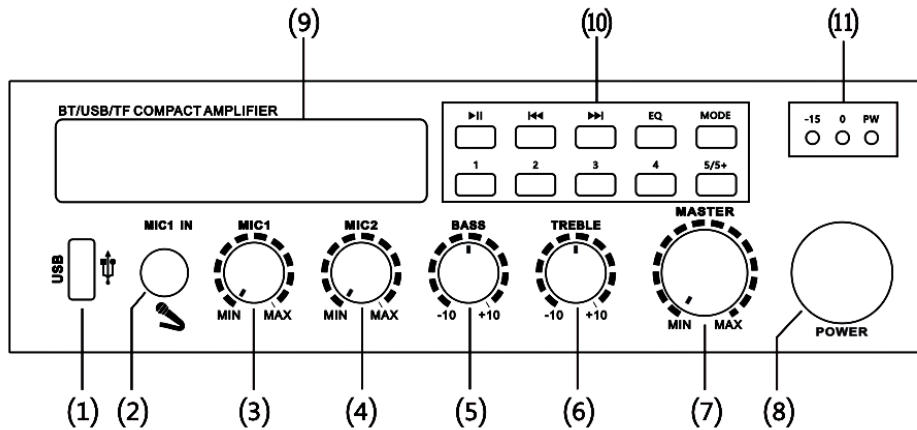 (9) (10) (11)
BT/USB/TF COMPACT AMPLIFIER
EQ MODE
1 2 3 4 5/5+
-15 0 PW
MIC1 IN MIC1 MIC2 BASS TREBLE MASTER
USB
MIN MAX MIN MAX -10 +10 -10 +10 MIN MAX
POWER
(1) (2) (3) (4) (5) (6) (7) (8)